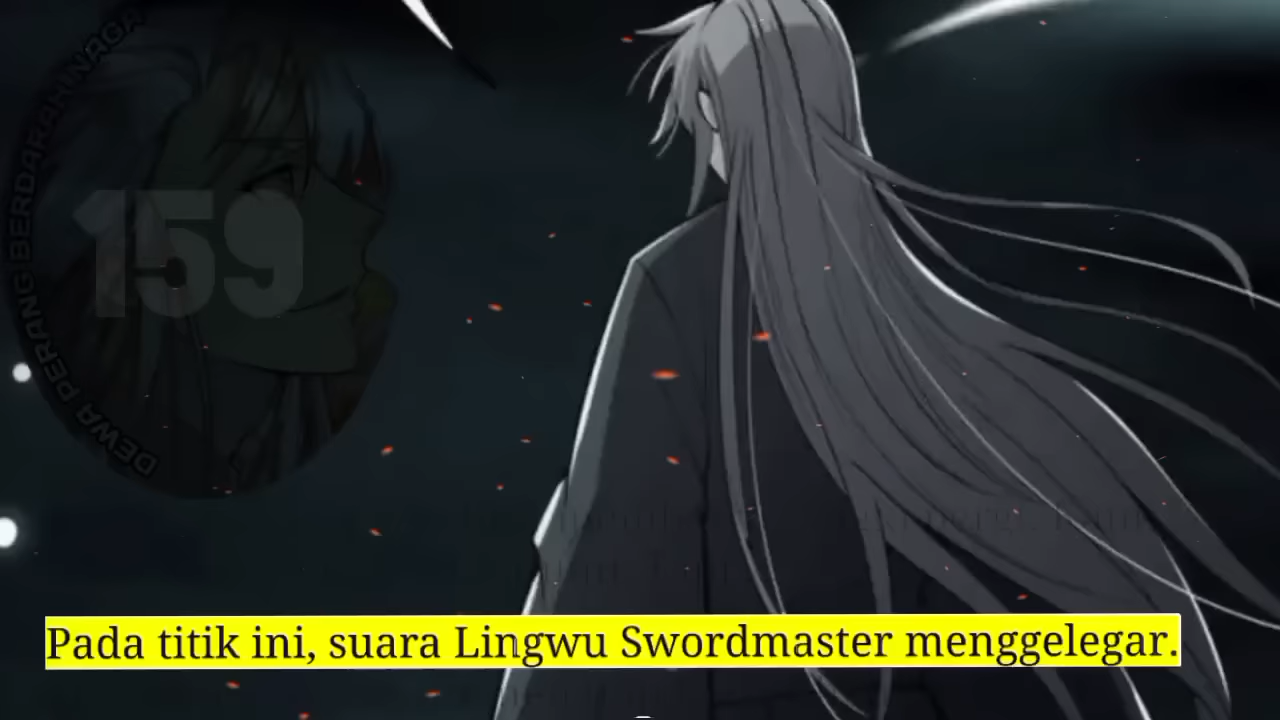 DEWA PERANG BERDARAH NAGA
159
Pada titik ini, suara Lingwu Swordmaster menggelegar.